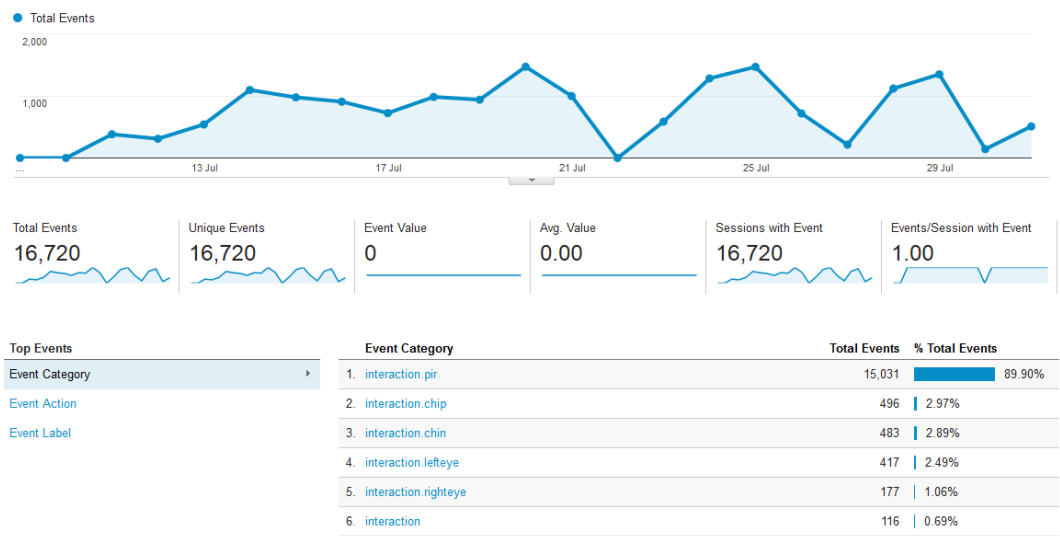 Total Events
2,000
1,000
...
13 Jul
17 Jul
21 Jul
25 Jul
29 Jul
Total Events
16,720
Unique Events
16,720
Event Value
0
Avg. Value
0.00
Sessions with Event
16,720
Events/Session with Event
1.00
Top Events
Event Category
Event Action
Event Label
Event Category Total Events % Total Events
1. interaction.pir 15,031 89.90%
2. interaction.chip 496 2.97%
3. interaction.chin 483 2.89%
4. interaction.lefteye 417 2.49%
5. interaction.righteye 177 1.06%
6. interaction 116 0.69%